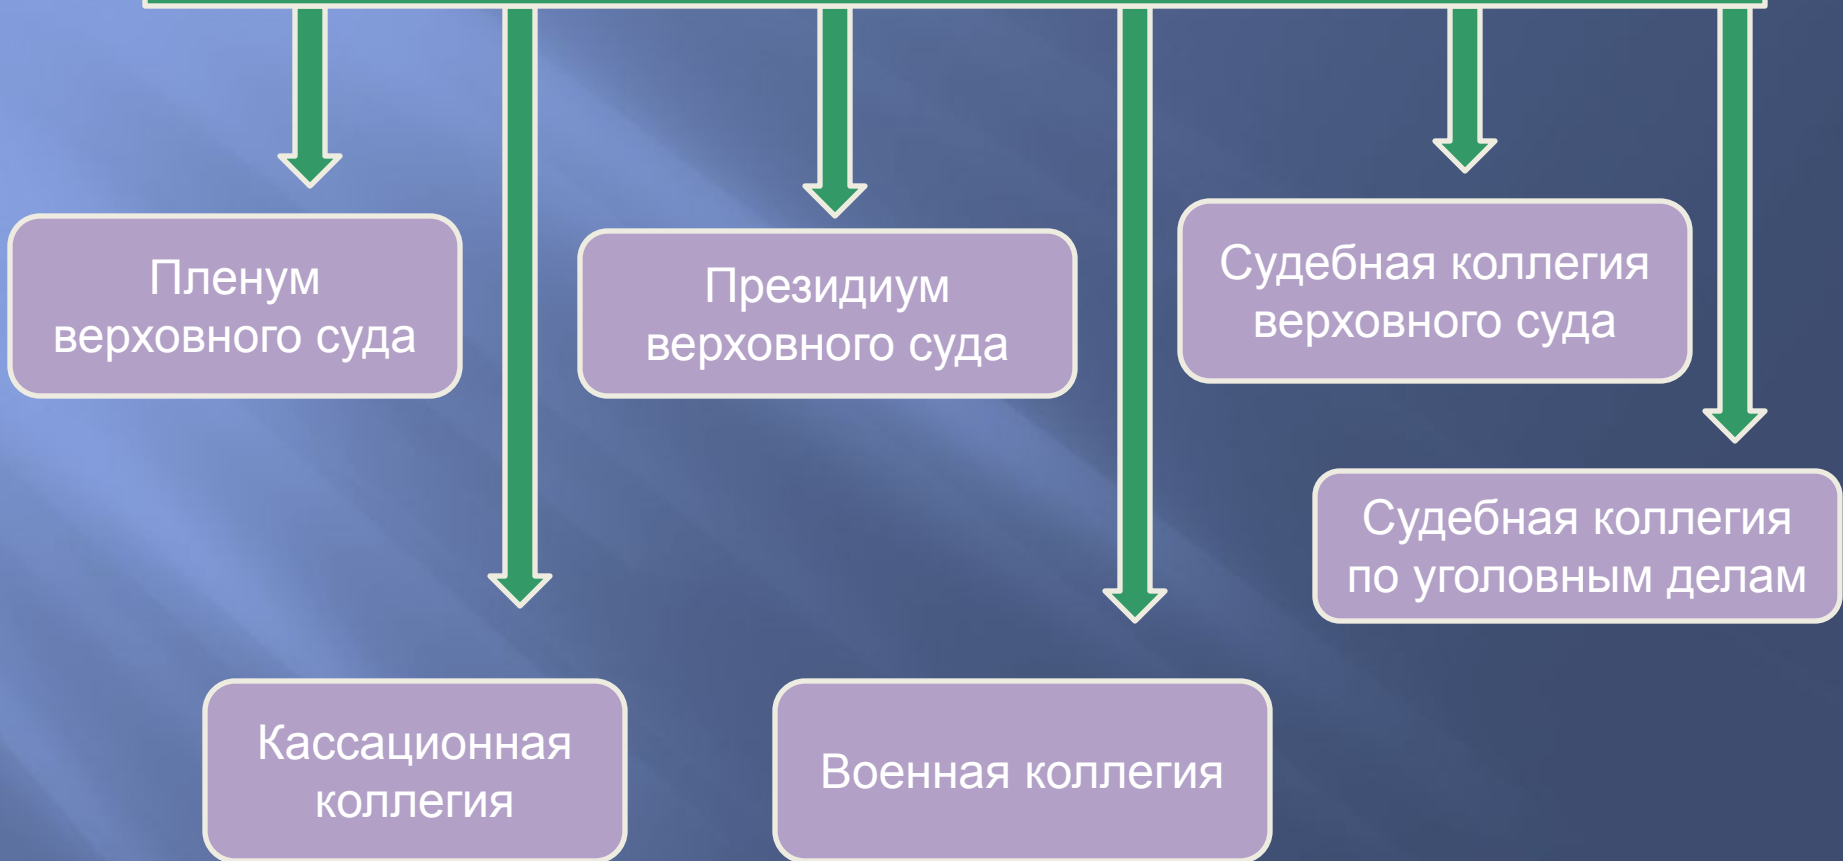 Пленум
верховного суда
Президиум
верховного суда
Судебная коллегия
верховного суда
Судебная коллегия
по уголовным делам
Кассационная
коллегия
Военная коллегия